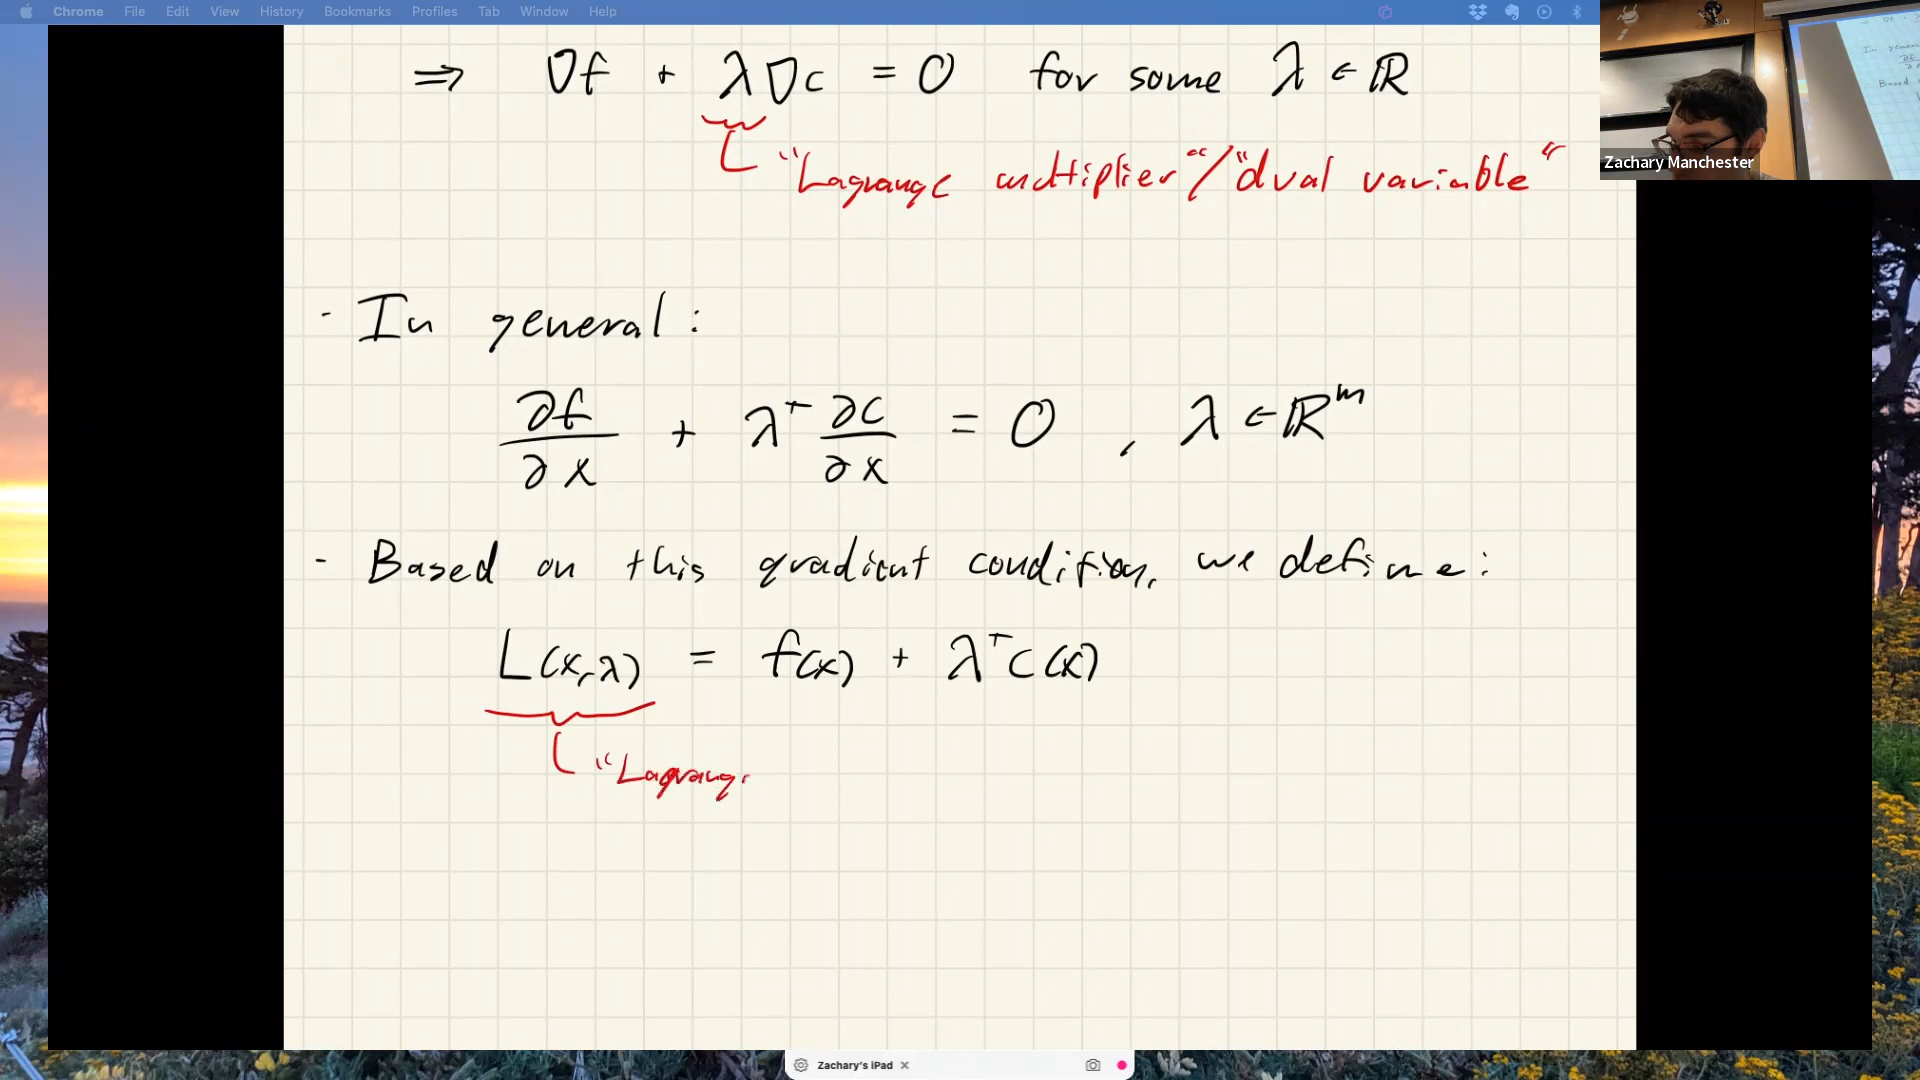 Chrome File Edit View History Bookmarks Profiles Tab Window Help
⇒ ∇f + λ∇c = 0 for some λ ∈ ℝ
"Lagrange multiplier"/"dual variable"
Zachary Manchester
- In general:
∂f/∂x + λᵀ ∂c/∂x = 0, λ ∈ ℝᵐ
- Based on this gradient condition, we define:
L(x,λ) = f(x) + λᵀc(x)
"Lagrang
Zachary's iPad ×